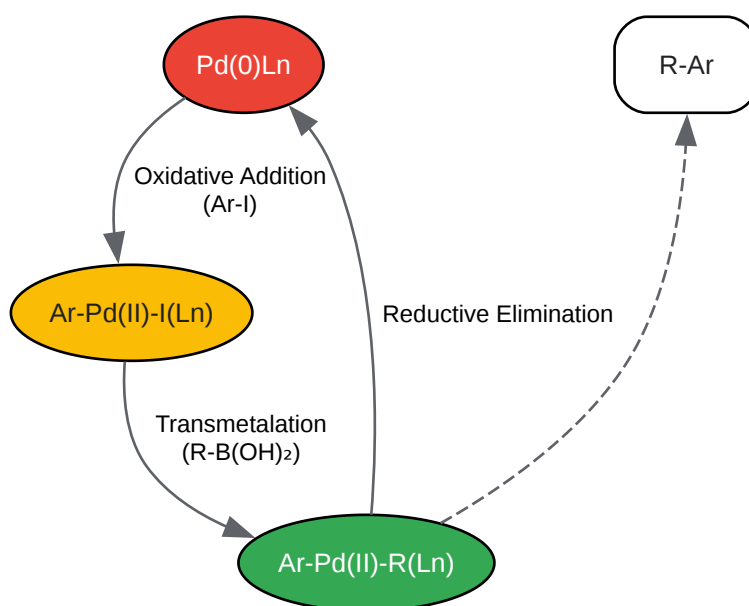 Pd(0)Ln
R-Ar
Oxidative Addition
(Ar-I)
Ar-Pd(II)-I(Ln)
Reductive Elimination
Transmetalation
(R-B(OH)₂)
Ar-Pd(II)-R(Ln)